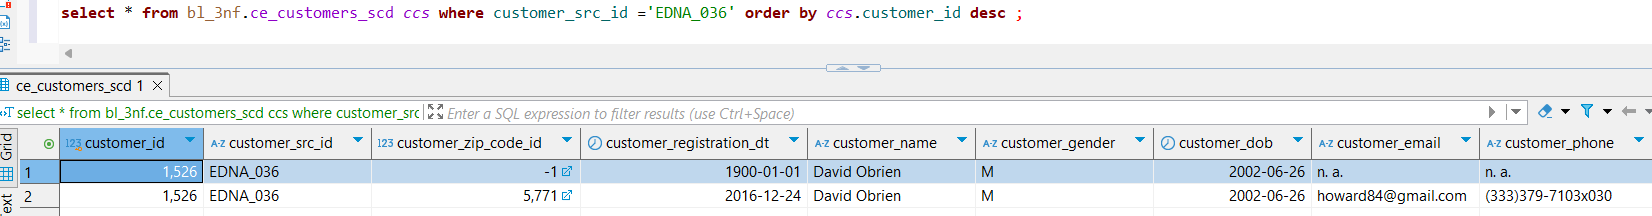 select * from bl_3nf.ce_customers_scd ccs where customer_src_id ='EDNA_036' order by ccs.customer_id desc ;
ce_customers_scd 1
select * from bl_3nf.ce_customers_scd ccs where customer_src Enter a SQL expression to filter results (use Ctrl+Space)
Grid
123 customer_id A-Z customer_src_id 123 customer_zip_code_id customer_registration_dt A-Z customer_name A-Z customer_gender customer_dob A-Z customer_email A-Z customer_phone
1 1,526 EDNA_036 -1 1900-01-01 David Obrien M 2002-06-26 n. a. n. a.
2 1,526 EDNA_036 5,771 2016-12-24 David Obrien M 2002-06-26 howard84@gmail.com (333)379-7103x030